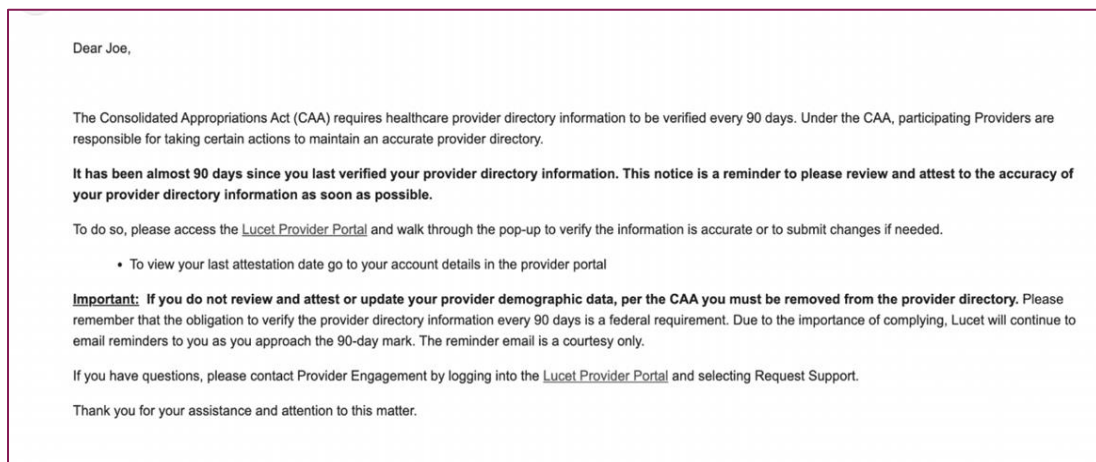 Dear Joe,
The Consolidated Appropriations Act (CAA) requires healthcare provider directory information to be verified every 90 days. Under the CAA, participating Providers are
responsible for taking certain actions to maintain an accurate provider directory.
It has been almost 90 days since you last verified your provider directory information. This notice is a reminder to please review and attest to the accuracy of
your provider directory information as soon as possible.
To do so, please access the Lucet Provider Portal and walk through the pop-up to verify the information is accurate or to submit changes if needed.
• To view your last attestation date go to your account details in the provider portal
Important: If you do not review and attest or update your provider demographic data, per the CAA you must be removed from the provider directory. Please
remember that the obligation to verify the provider directory information every 90 days is a federal requirement. Due to the importance of complying, Lucet will continue to
email reminders to you as you approach the 90-day mark. The reminder email is a courtesy only.
If you have questions, please contact Provider Engagement by logging into the Lucet Provider Portal and selecting Request Support.
Thank you for your assistance and attention to this matter.